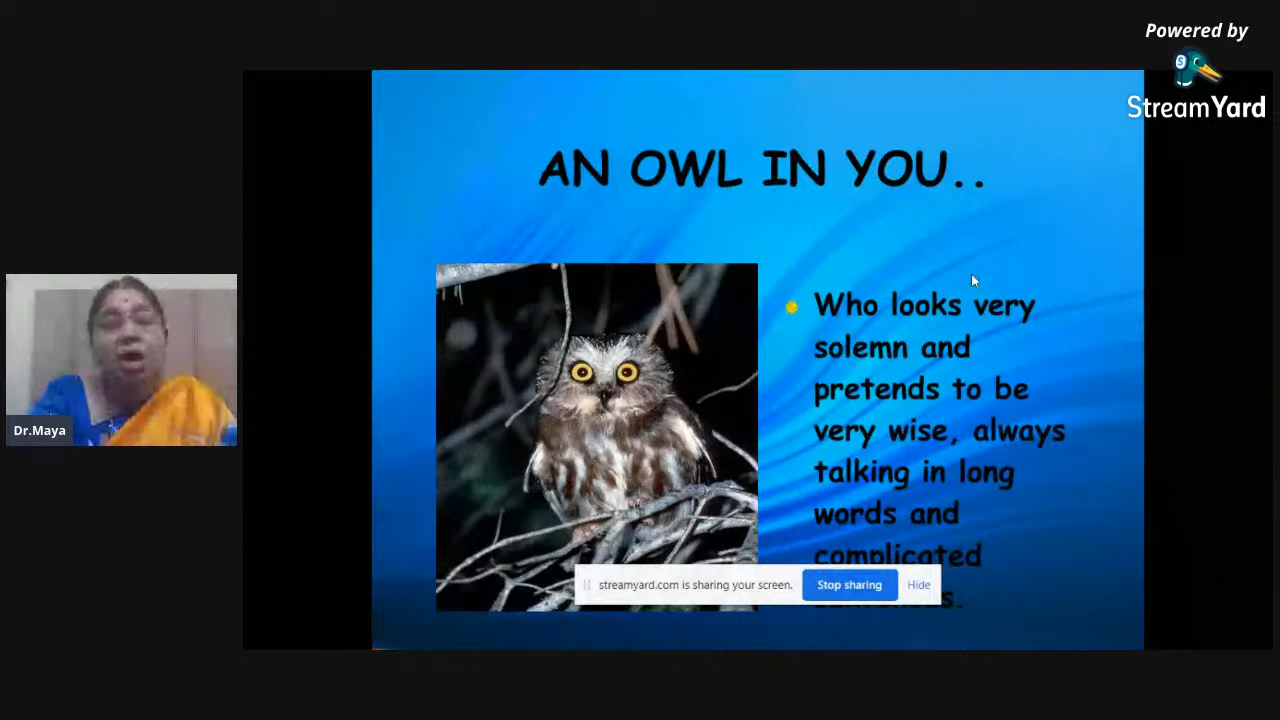 Powered by
StreamYard
AN OWL IN YOU..
Who looks very
solemn and
pretends to be
very wise, always
talking in long
words and
complicated
streamyard.com is sharing your screen.
Stop sharing
Hide
Dr.Maya